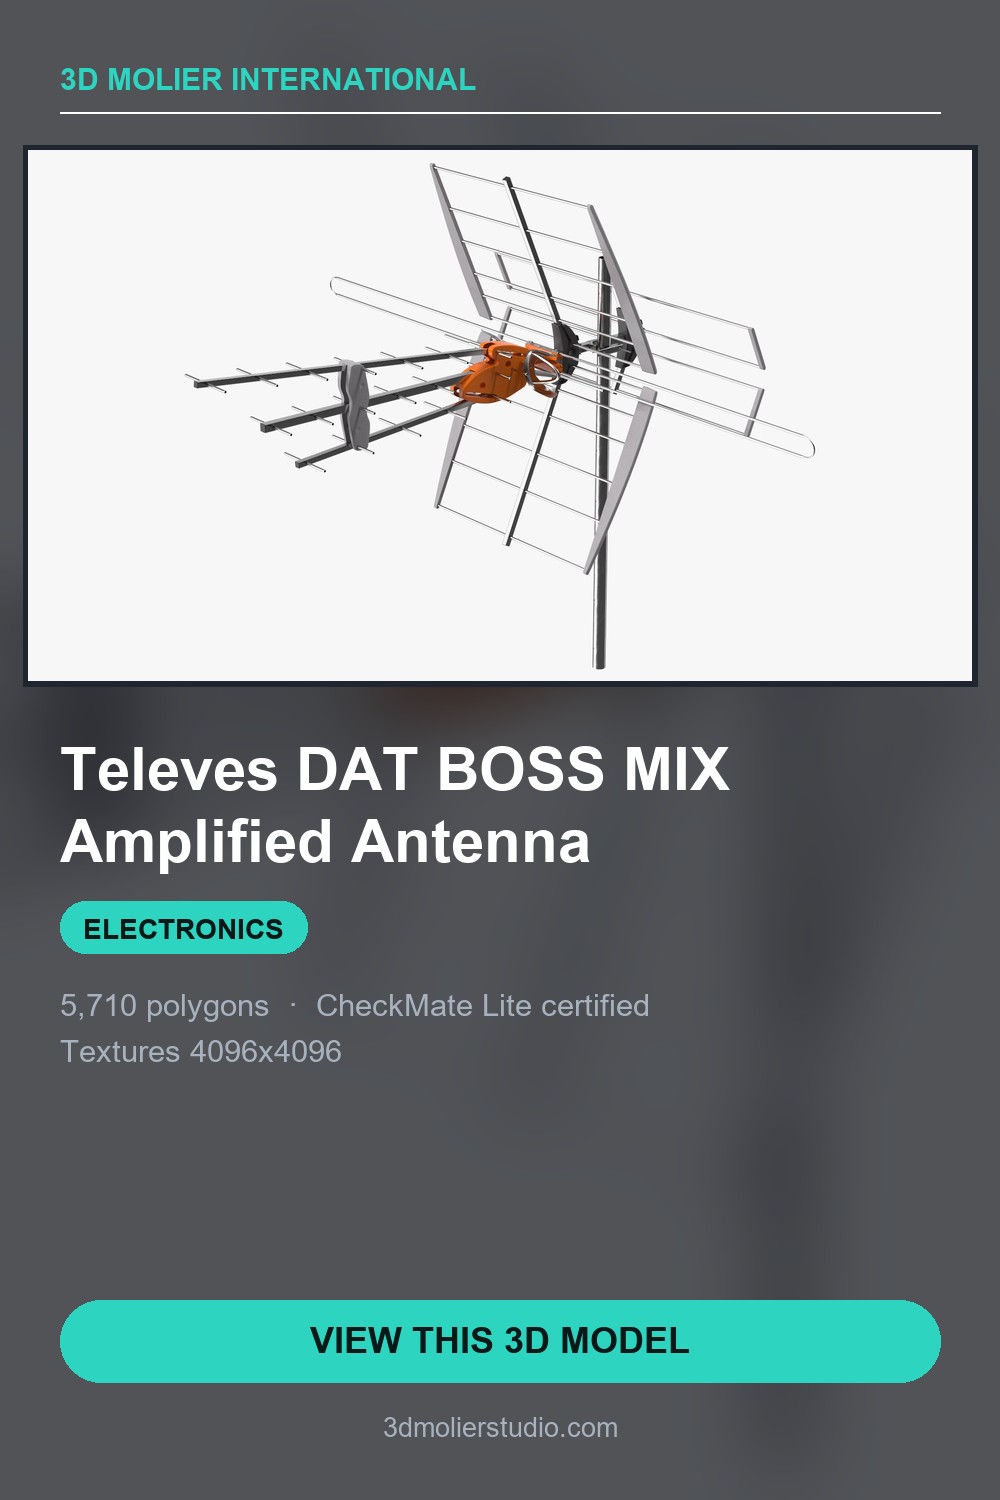 3D MOLIER INTERNATIONAL
Televes DAT BOSS MIX
Amplified Antenna
ELECTRONICS
5,710 polygons · CheckMate Lite certified
Textures 4096x4096
VIEW THIS 3D MODEL
3dmolierstudio.com